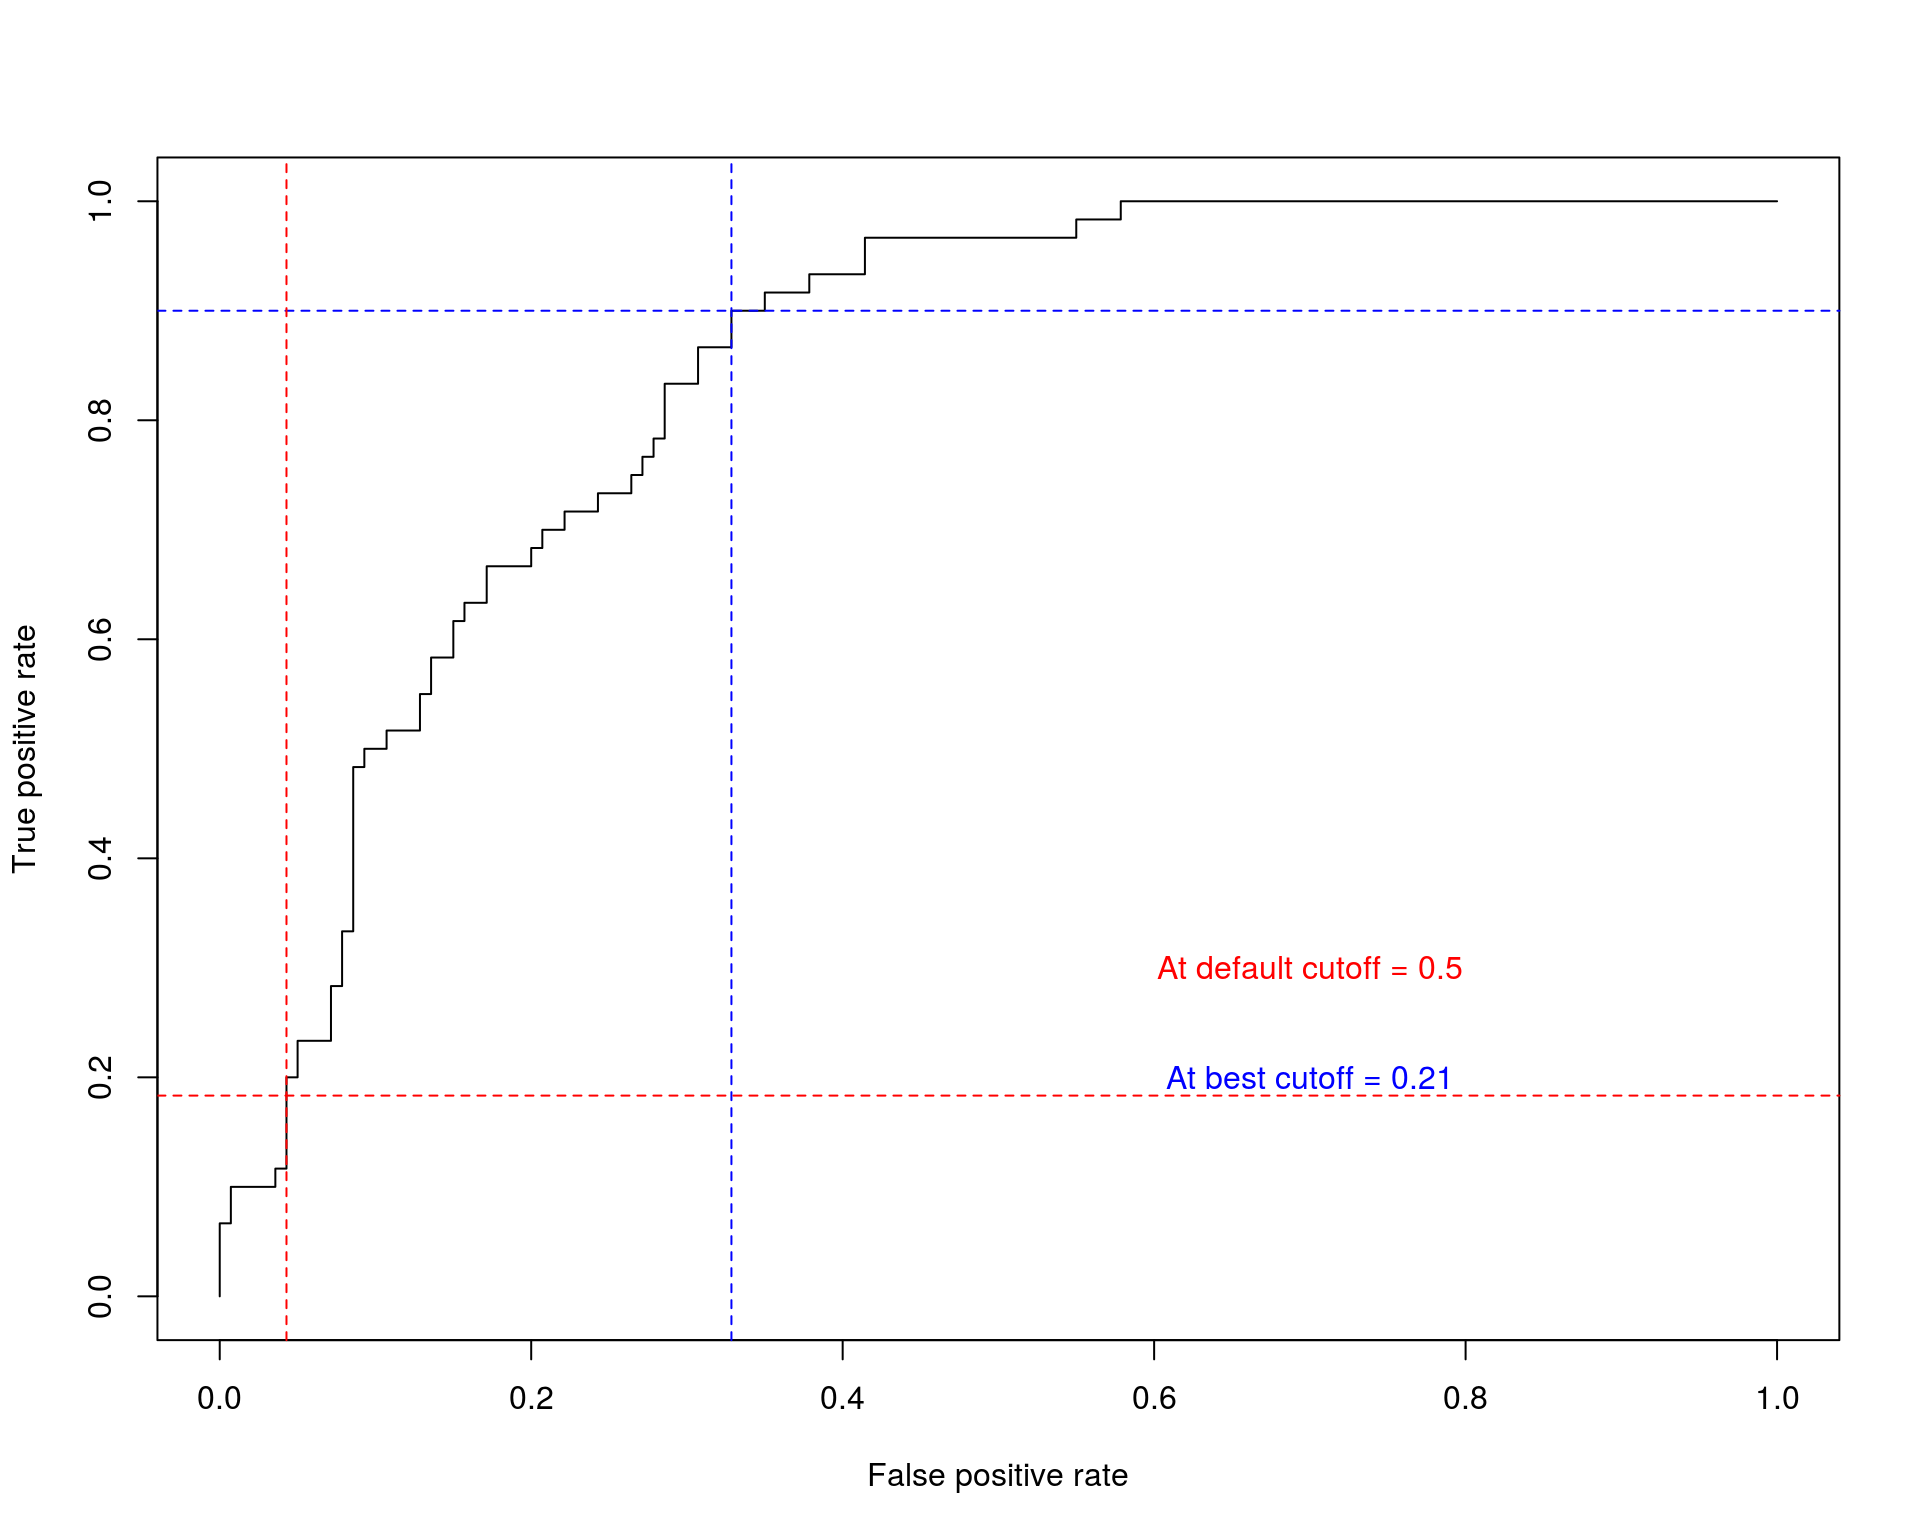 1.0
0.8
0.6
0.4
0.2
0.0
True positive rate
At default cutoff = 0.5
At best cutoff = 0.21
0.0 0.2 0.4 0.6 0.8 1.0
False positive rate